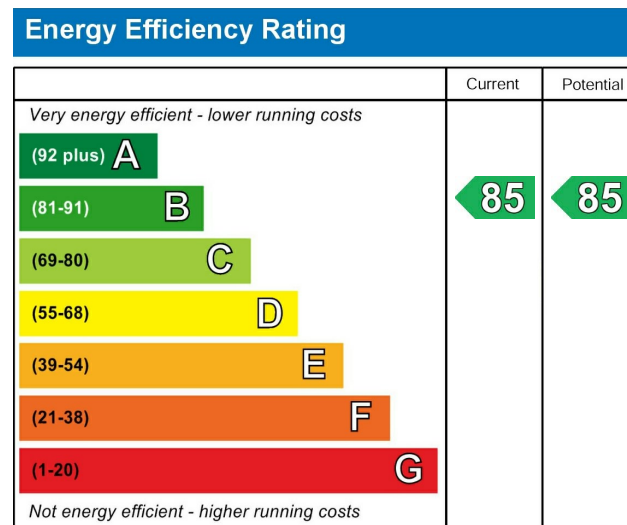 Energy Efficiency Rating
Current Potential
Very energy efficient - lower running costs
(92 plus) A
(81-91) B
85 85
(69-80) C
(55-68) D
(39-54) E
(21-38) F
(1-20) G
Not energy efficient - higher running costs